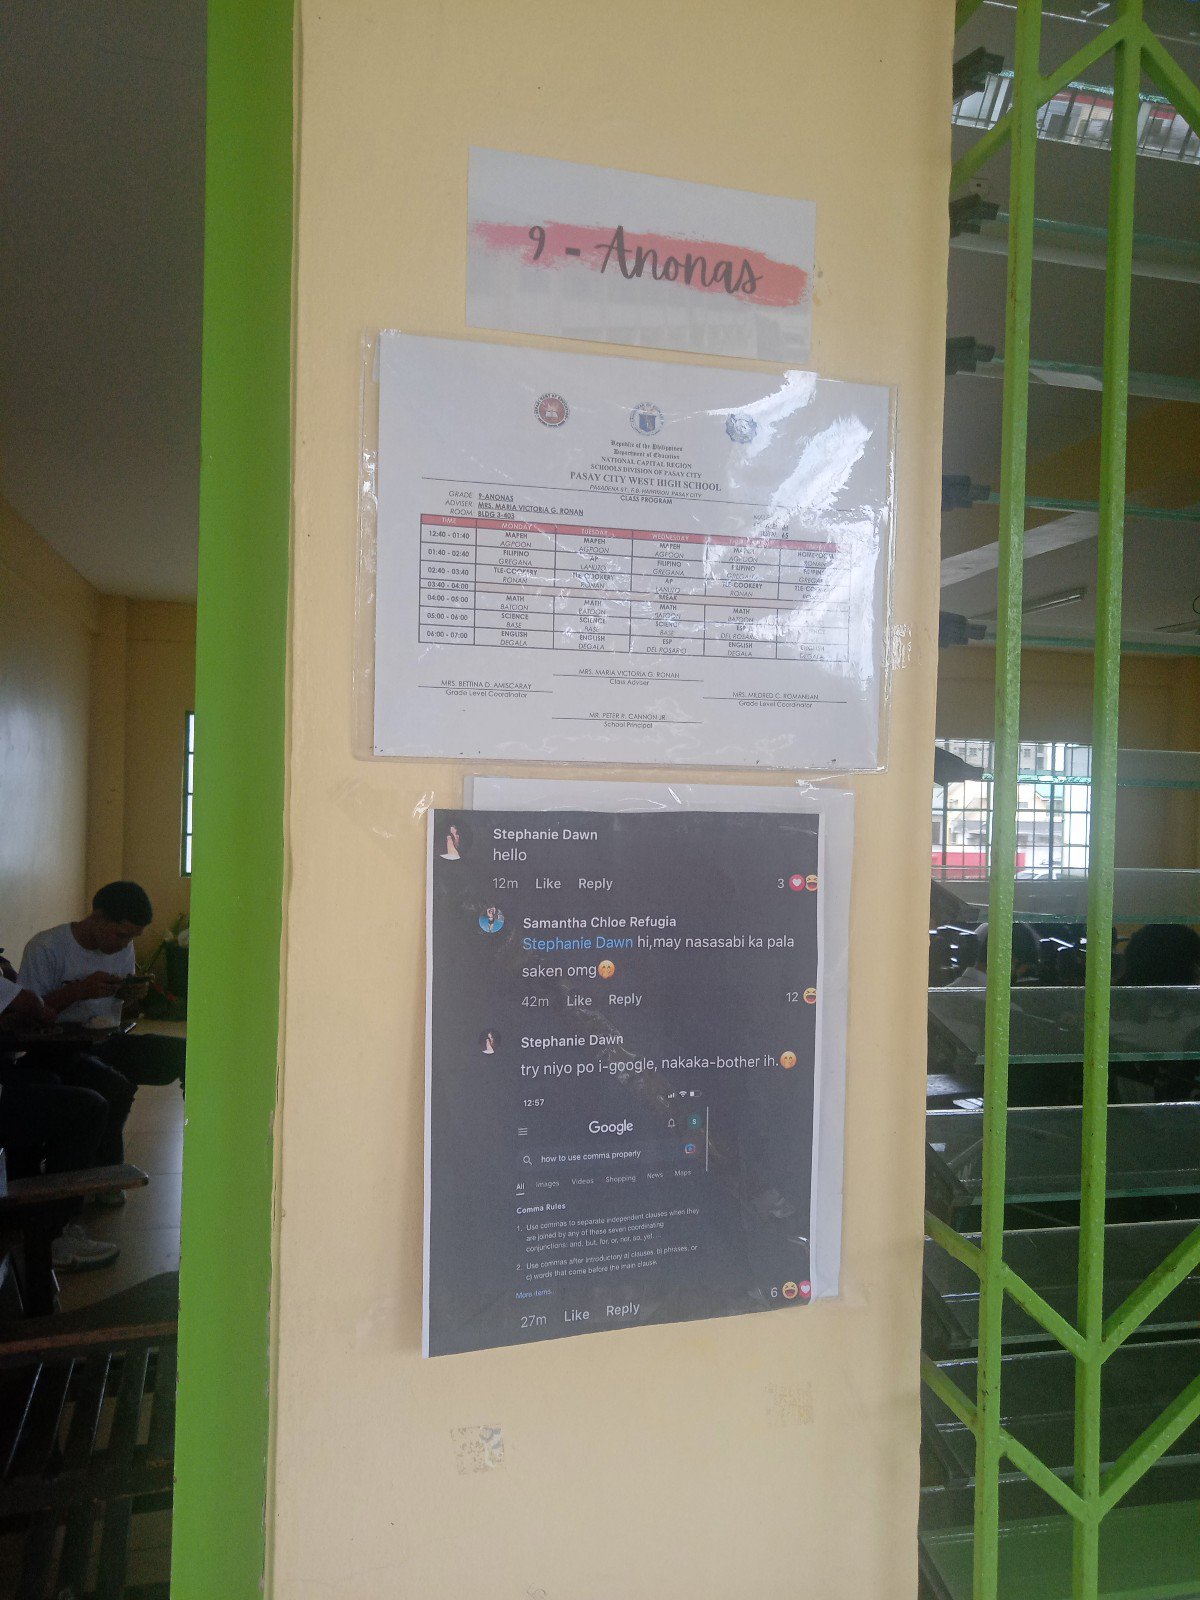 9 - Anonas
Republic of the Philippines
Department of Education
NATIONAL CAPITAL REGION
SCHOOLS DIVISION OF PASAY CITY
PASAY CITY WEST HIGH SCHOOL
PASADENA ST., F.B. HARRISON, PASAY CITY
CLASS PROGRAM
GRADE 9-ANONAS
ADVISER MRS. MARIA VICTORIA G. RONAN
ROOM BLDG 3-403
65
TIME MONDAY TUESDAY WEDNESDAY
12:40 - 01:40 MAPEH MAPEH MAPEH HOMEROOM
AGPOON AGPOON AGPOON AGPOON RONAN
01:40 - 02:40 FILIPINO AP FILIPINO FILIPINO FILIPINO
GREGANA LANUZO GREGANA GREGANA GREGANA
02:40 - 03:40 TLE-COOKERY TLE-COOKERY AP TLE-COOKERY TLE-COOKERY
RONAN RONAN LANUZO RONAN
03:40 - 04:00 BREAK
04:00 - 05:00 MATH MATH MATH MATH
BATOON BATOON BATOON BATOON
05:00 - 06:00 SCIENCE SCIENCE SCIENCE ESP SCIENCE
BASE BASE BASE DEL ROSARIO
06:00 - 07:00 ENGLISH ENGLISH ESP ENGLISH ENGLISH
DEGALA DEGALA DEL ROSARIO DEGALA DEGALA
MRS. MARIA VICTORIA G. RONAN
Class Adviser
MRS. BETTINA D. AMISCARAY
Grade Level Coordinator
MRS. MILDRED C. ROMANBAN
Grade Level Coordinator
MR. PETER R. CANNON JR.
School Principal
Stephanie Dawn
hello
12m Like Reply 3
Samantha Chloe Refugia
Stephanie Dawn hi,may nasasabi ka pala
saken omg🤭
42m Like Reply 12
Stephanie Dawn
try niyo po i-google, nakaka-bother ih.🤭
12:57
Google
S
how to use comma properly
All Images Videos Shopping News Maps
Comma Rules
1. Use commas to separate independent clauses when they
are joined by any of these seven coordinating
conjunctions: and, but, for, or, nor, so, yet. ...
2. Use commas after introductory a) clauses, b) phrases, or
c) words that come before the main clause.
More items...
6
27m Like Reply